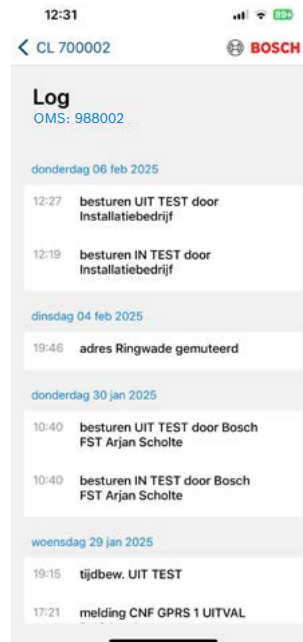 12:31
89+
CL 700002
BOSCH
Log
OMS: 988002
donderdag 06 feb 2025
12:27 besturen UIT TEST door
Installatiebedrijf
12:19 besturen IN TEST door
Installatiebedrijf
dinsdag 04 feb 2025
19:46 adres Ringwade gemuteerd
donderdag 30 jan 2025
10:40 besturen UIT TEST door Bosch
FST Arjan Scholte
10:40 besturen IN TEST door Bosch
FST Arjan Scholte
woensdag 29 jan 2025
19:15 tijdbew. UIT TEST
17:21 melding CNF GPRS 1 UITVAL